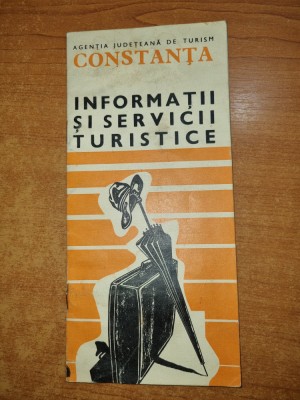 AGENȚIA JUDEȚEANĂ DE TURISM
CONSTANȚA
INFORMAȚII
ȘI SERVICII
TURISTICE